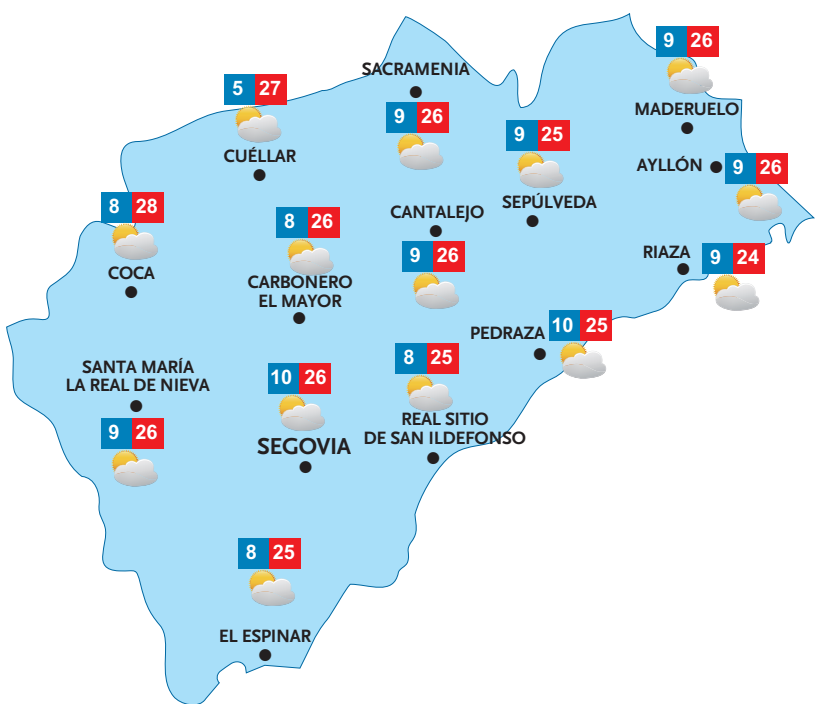 9 26
MADERUELO
SACRAMENIA
9 26
5 27
CUÉLLAR
9 25
SEPÚLVEDA
AYLLÓN
9 26
8 28
COCA
8 26
CARBONERO
EL MAYOR
CANTALEJO
9 26
RIAZA
9 24
PEDRAZA
10 25
SANTA MARÍA
LA REAL DE NIEVA
9 26
10 26
SEGOVIA
8 25
REAL SITIO
DE SAN ILDEFONSO
8 25
EL ESPINAR